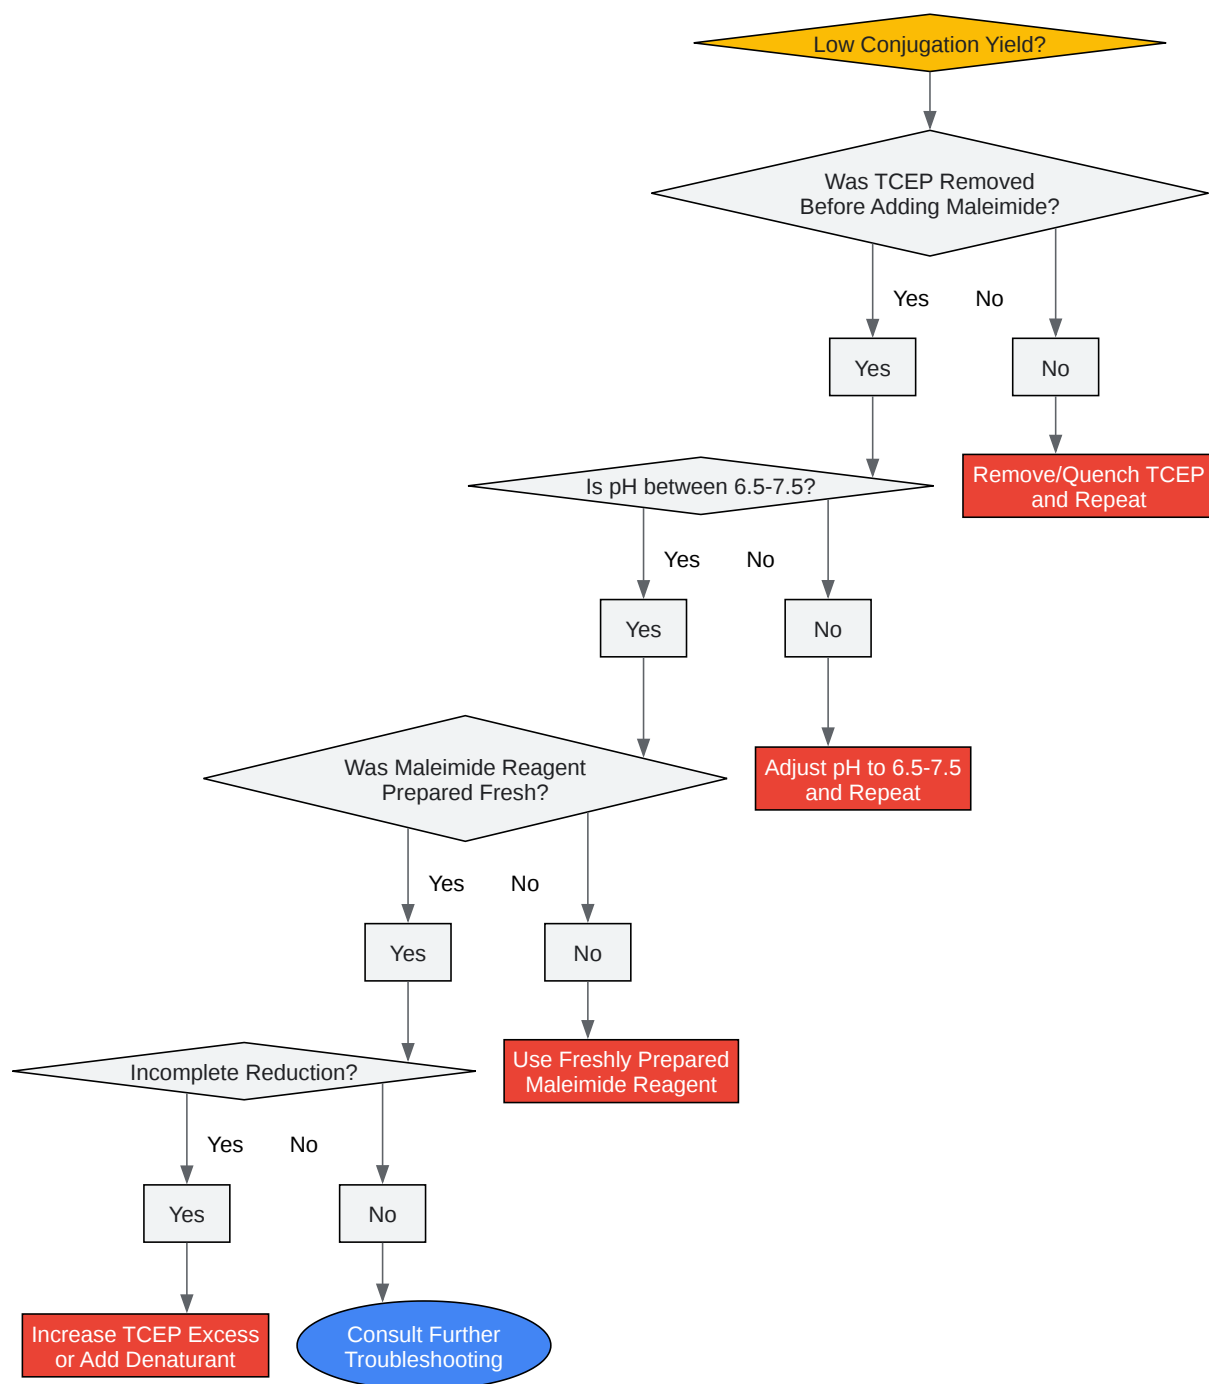 Low Conjugation Yield?
Was TCEP Removed
Before Adding Maleimide?
Yes
No
Yes
No
Remove/Quench TCEP
and Repeat
Is pH between 6.5-7.5?
Yes
No
Yes
No
Adjust pH to 6.5-7.5
and Repeat
Was Maleimide Reagent
Prepared Fresh?
Yes
No
Yes
No
Use Freshly Prepared
Maleimide Reagent
Incomplete Reduction?
Yes
No
Yes
No
Increase TCEP Excess
or Add Denaturant
Consult Further
Troubleshooting